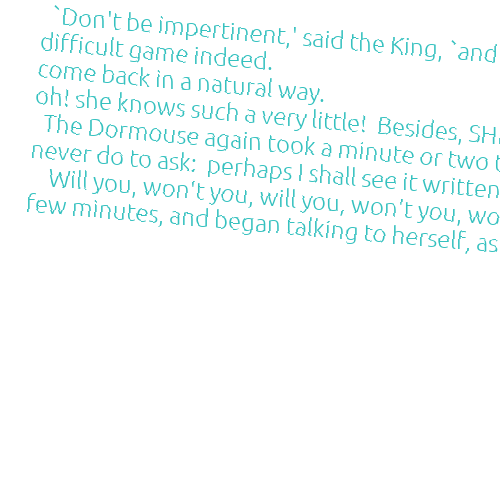 `Don't be impertinent,' said the King, `and
difficult game indeed.
come back in a natural way.
oh! she knows such a very little!  Besides,
The Dormouse again took a minute or two
never do to ask:  perhaps I shall see it written
Will you, won't you, will you, won't you,
few minutes, and began talking to herself, as